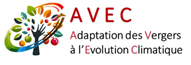 AVEC
Adaptation des Vergers
à l'Evolution Climatique